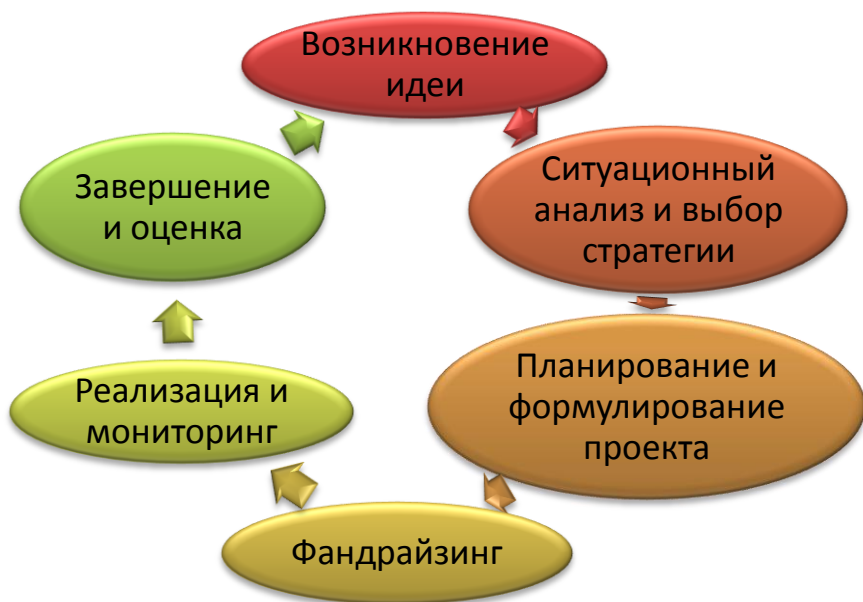 Возникновение
идеи
Ситуационный
анализ и выбор
стратегии
Планирование и
формулирование
проекта
Фандрайзинг
Реализация и
мониторинг
Завершение
и оценка